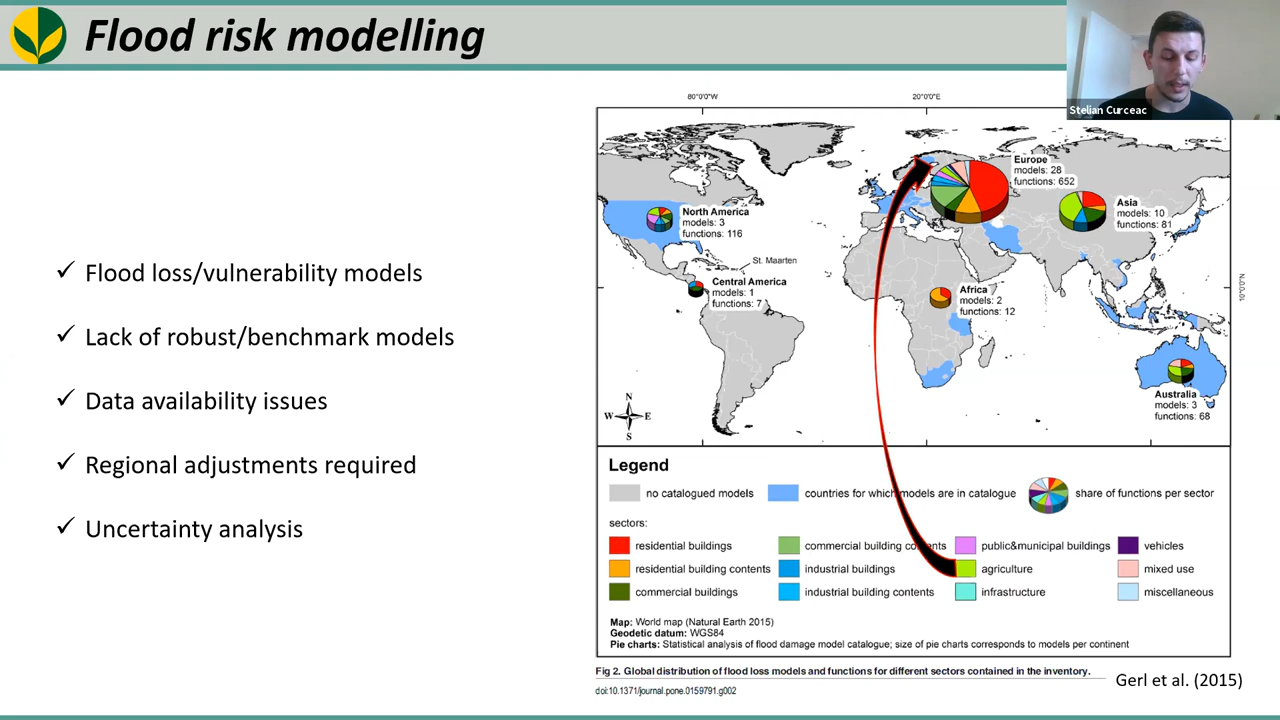 Flood risk modelling
Stelian Curceac
✓ Flood loss/vulnerability models
✓ Lack of robust/benchmark models
✓ Data availability issues
✓ Regional adjustments required
✓ Uncertainty analysis
80°0'0"W
20°0'0"E
Europe
models: 28
functions: 652
North America
models: 3
functions: 116
Asia
models: 10
functions: 81
St. Maarten
Central America
models: 1
functions: 7
Africa
models: 2
functions: 12
Australia
models: 3
functions: 68
N
W E
S
Legend
no catalogued models
countries for which models are in catalogue
share of functions per sector
sectors:
residential buildings
commercial building contents
public&municipal buildings
vehicles
residential building contents
industrial buildings
agriculture
mixed use
commercial buildings
industrial building contents
infrastructure
miscellaneous
Map: World map (Natural Earth 2015)
Geodetic datum: WGS84
Pie charts: Statistical analysis of flood damage model catalogue; size of pie charts corresponds to models per continent
Fig 2. Global distribution of flood loss models and functions for different sectors contained in the inventory.
doi:10.1371/journal.pone.0159791.g002
Gerl et al. (2015)